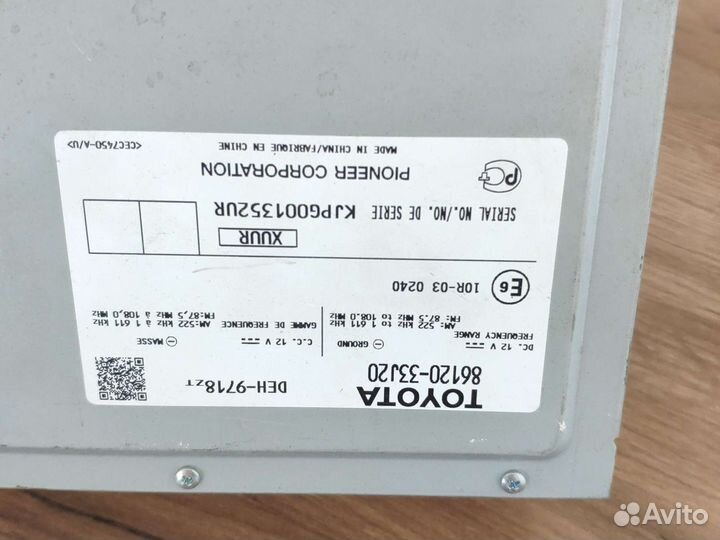 TOYOTA
86120-33J20
DEH-9718ZT
DC. 12 V ⎓ ⊖ GROUND
FREQUENCY RANGE
AM: 522 kHz to 1 611 kHz
FM: 87.5 MHz to 108.0 MHz
C.C. 12 V ⎓ ⊖ MASSE
GAMME DE FREQUENCE
AM:522 kHz à 1 611 kHz
FM:87,5 MHz à 108,0 MHz
E6 10R-03 0240
XUUR
SERIAL NO./NO. DE SERIE KJPG001352UR
PC
PIONEER CORPORATION
MADE IN CHINA/FABRIQUE EN CHINE
<CEC7450-A/U>
Avito